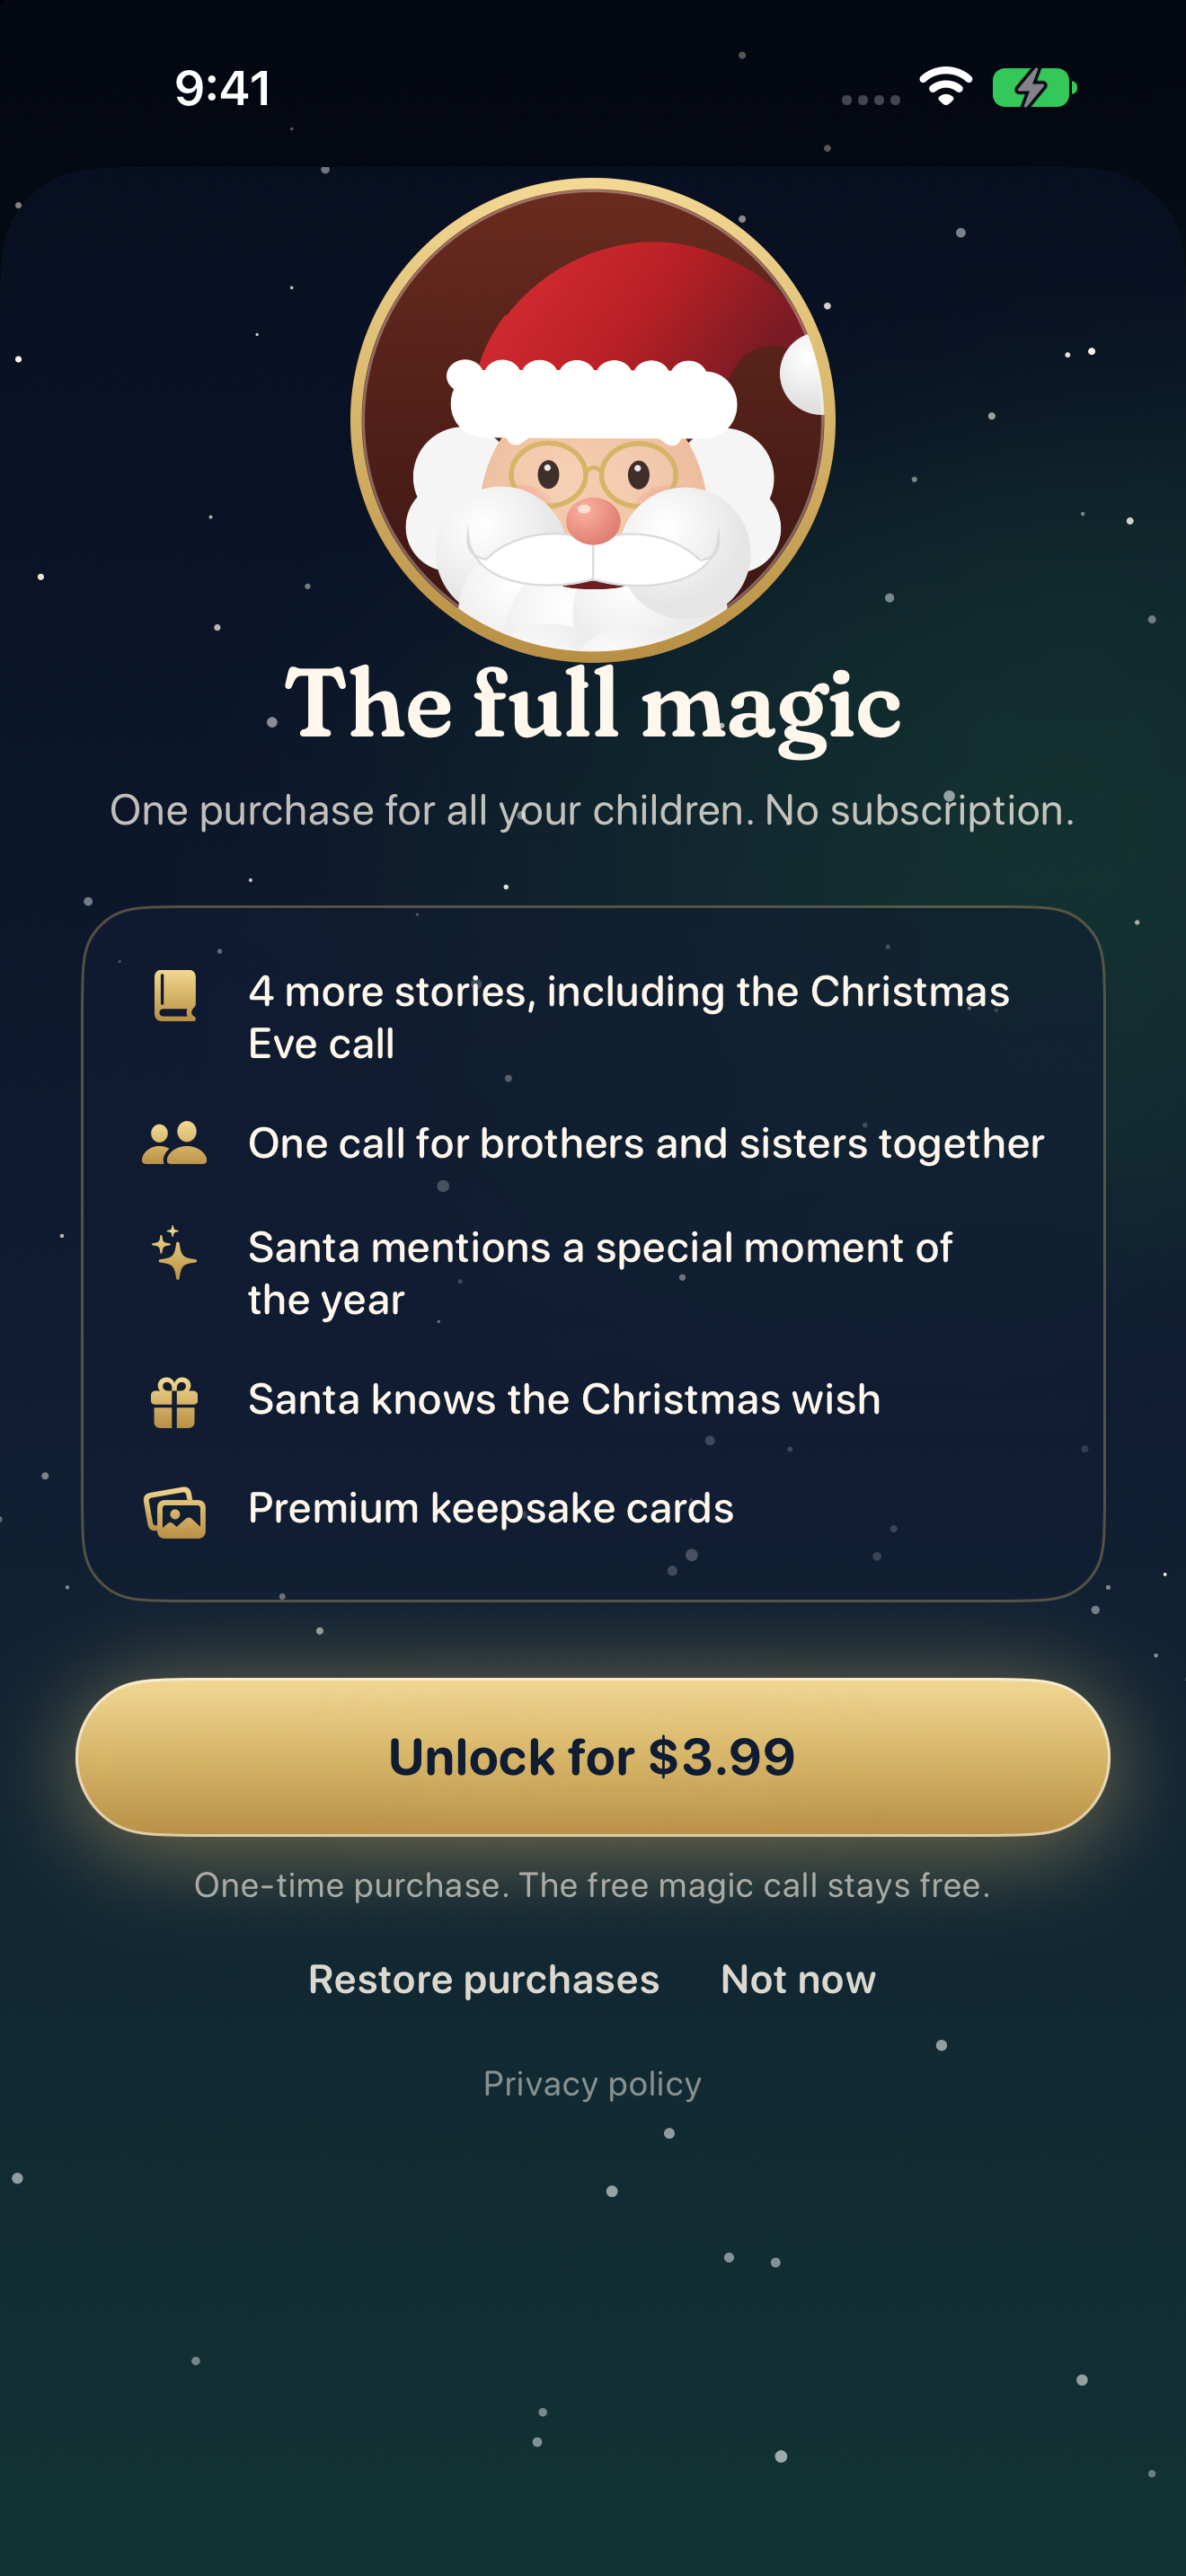 9:41
The full magic
One purchase for all your children. No subscription.
4 more stories, including the Christmas
Eve call
One call for brothers and sisters together
Santa mentions a special moment of
the year
Santa knows the Christmas wish
Premium keepsake cards
Unlock for $3.99
One-time purchase. The free magic call stays free.
Restore purchases Not now
Privacy policy